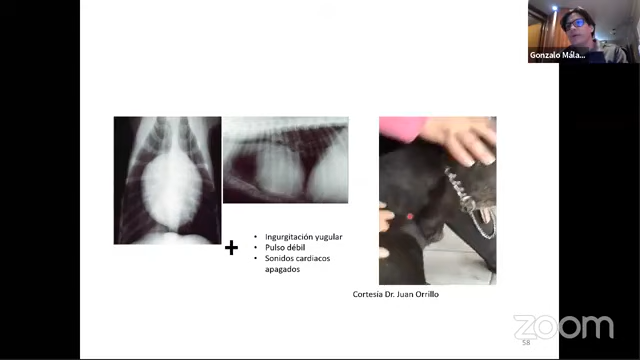 Gonzalo Mála...
+
• Ingurgitación yugular
• Pulso débil
• Sonidos cardiacos
apagados
Cortesía Dr. Juan Orrillo
zoom
58